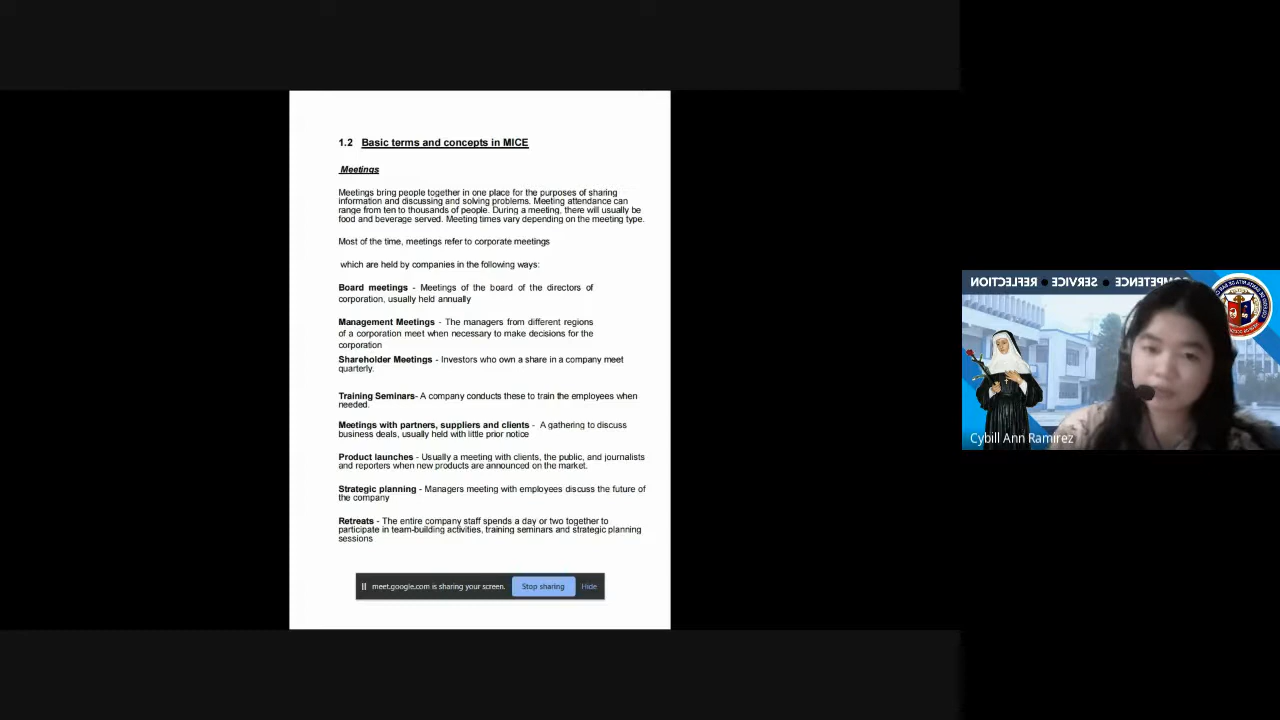 1.2 Basic terms and concepts in MICE
Meetings
Meetings bring people together in one place for the purposes of sharing
information and discussing and solving problems. Meeting attendance can
range from ten to thousands of people. During a meeting, there will usually be
food and beverage served. Meeting times vary depending on the meeting type.
Most of the time, meetings refer to corporate meetings
which are held by companies in the following ways:
Board meetings - Meetings of the board of the directors of
corporation, usually held annually
Management Meetings - The managers from different regions
of a corporation meet when necessary to make decisions for the
corporation
Shareholder Meetings - Investors who own a share in a company meet
quarterly.
Training Seminars- A company conducts these to train the employees when
needed.
Meetings with partners, suppliers and clients - A gathering to discuss
business deals, usually held with little prior notice
Product launches - Usually a meeting with clients, the public, and journalists
and reporters when new products are announced on the market.
Strategic planning - Managers meeting with employees discuss the future of
the company
Retreats - The entire company staff spends a day or two together to
participate in team-building activities, training seminars and strategic planning
sessions
meet.google.com is sharing your screen. Stop sharing Hide
REFLECTION • SERVICE • COMPETENCE
Cybill Ann Ramirez